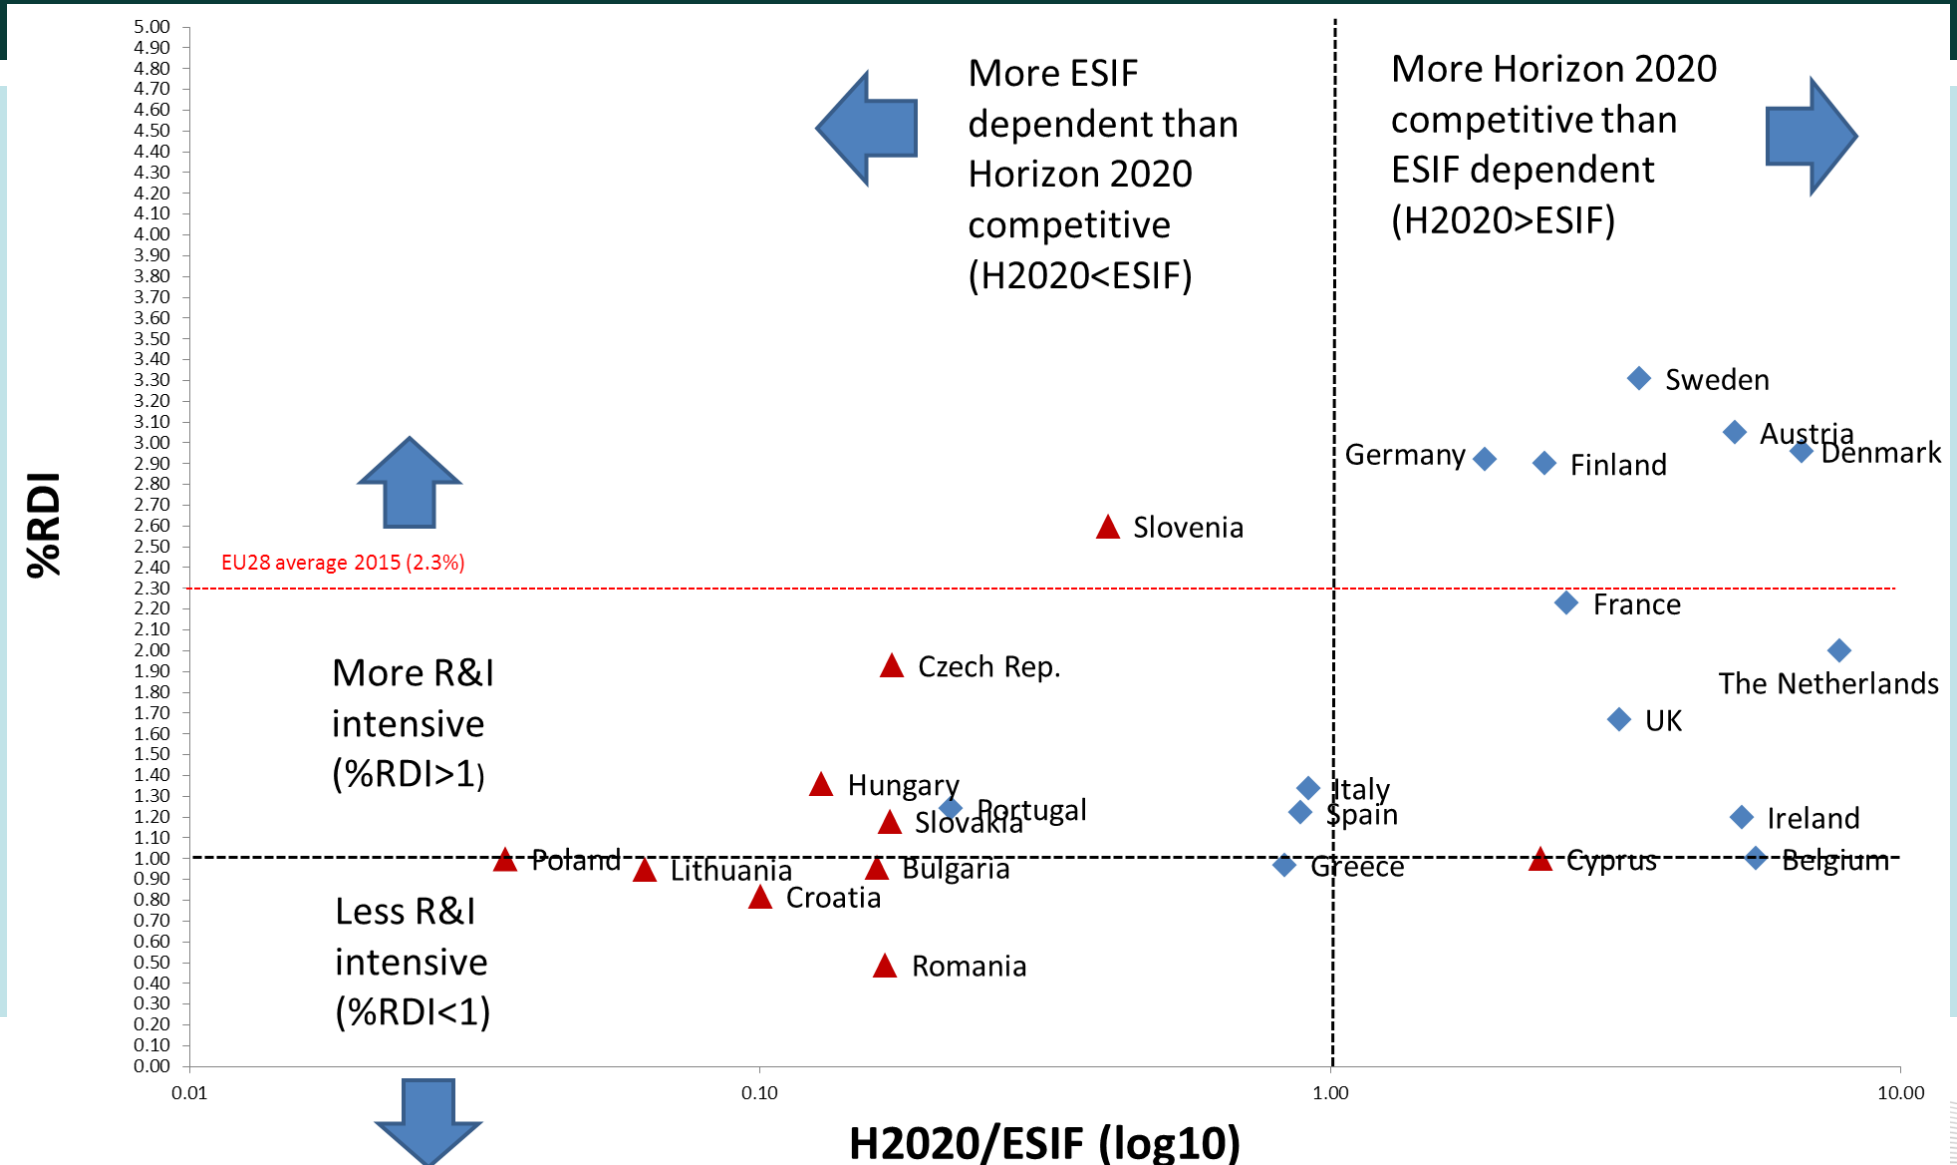 5.00
4.90
4.80
4.70
4.60
4.50
4.40
4.30
4.20
4.10
4.00
3.90
3.80
3.70
3.60
3.50
3.40
3.30
3.20
3.10
3.00
2.90
2.80
2.70
2.60
2.50
2.40
2.30
2.20
2.10
2.00
1.90
1.80
1.70
1.60
1.50
1.40
1.30
1.20
1.10
1.00
0.90
0.80
0.70
0.60
0.50
0.40
0.30
0.20
0.10
0.00
%RDI
More ESIF
dependent than
Horizon 2020
competitive
(H2020<ESIF)
More Horizon 2020
competitive than
ESIF dependent
(H2020>ESIF)
Sweden
Austria
Denmark
Germany
Finland
Slovenia
EU28 average 2015 (2.3%)
France
Czech Rep.
The Netherlands
UK
More R&I
intensive
(%RDI>1)
Hungary
Italy
Portugal
Spain
Slovakia
Ireland
Poland
Lithuania
Bulgaria
Greece
Cyprus
Belgium
Croatia
Less R&I
intensive
(%RDI<1)
Romania
0.01
0.10
1.00
10.00
H2020/ESIF (log10)